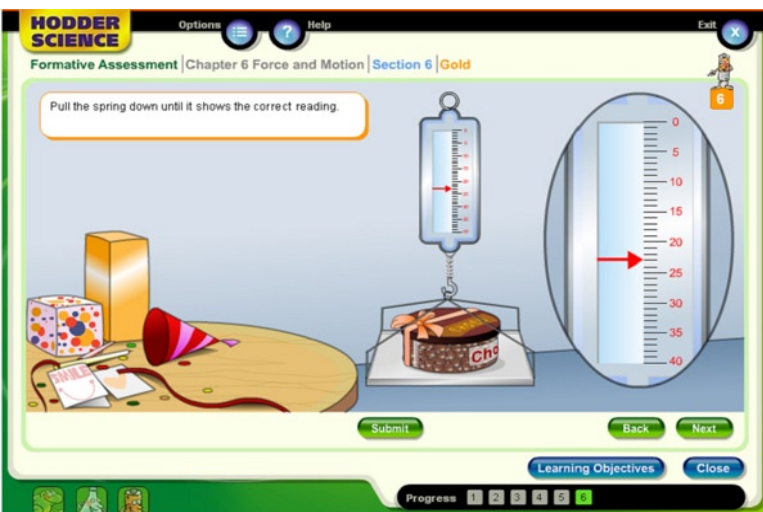 HODDER
SCIENCE
Options
?
Help
Exit
X
Formative Assessment | Chapter 6 Force and Motion | Section 6 | Gold
6
Pull the spring down until it shows the correct reading.
0
5
10
15
20
25
30
35
40
SMILE
Cho
Submit
Back
Next
Learning Objectives
Close
Progress 1 2 3 4 5 6